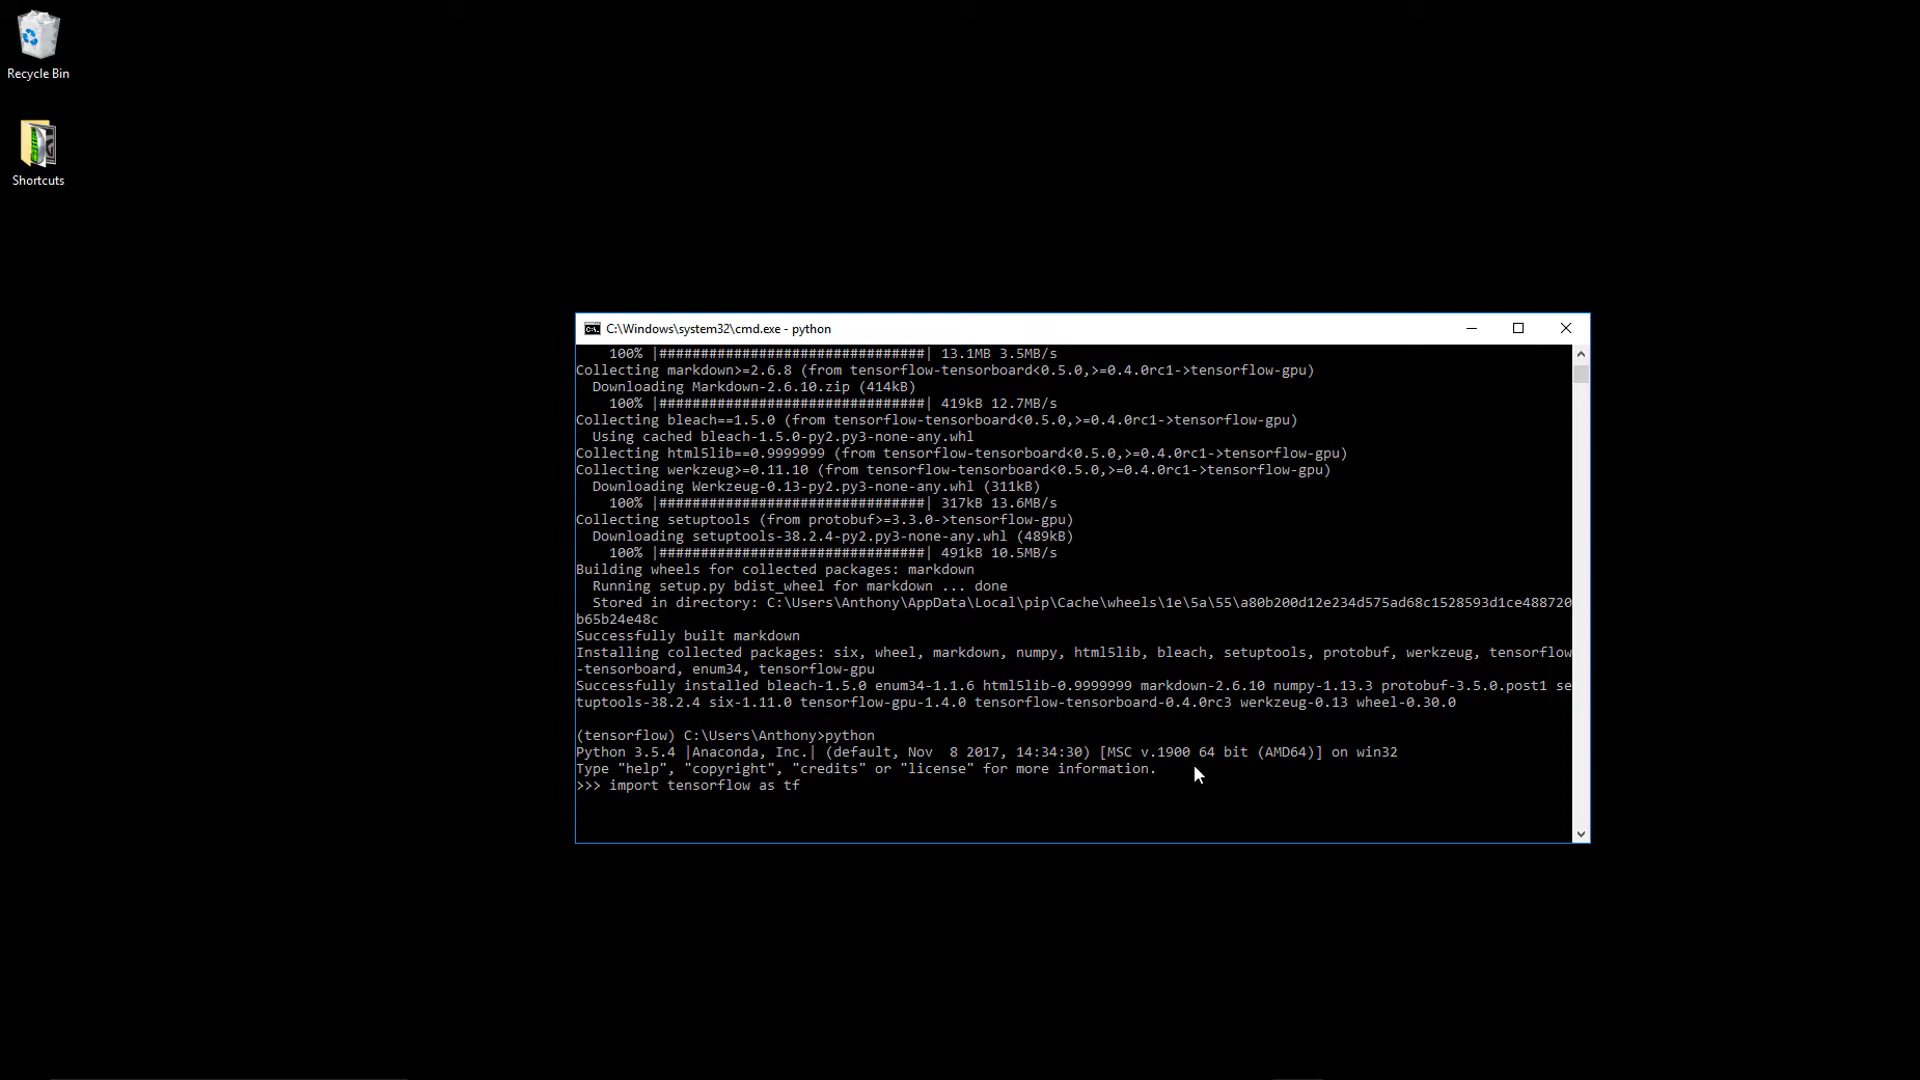 Recycle Bin
Shortcuts
C:\Windows\system32\cmd.exe - python
100% |################################| 13.1MB 3.5MB/s
Collecting markdown>=2.6.8 (from tensorflow-tensorboard<0.5.0,>=0.4.0rc1->tensorflow-gpu)
Downloading Markdown-2.6.10.zip (414kB)
100% |################################| 419kB 12.7MB/s
Collecting bleach==1.5.0 (from tensorflow-tensorboard<0.5.0,>=0.4.0rc1->tensorflow-gpu)
Using cached bleach-1.5.0-py2.py3-none-any.whl
Collecting html5lib==0.9999999 (from tensorflow-tensorboard<0.5.0,>=0.4.0rc1->tensorflow-gpu)
Collecting werkzeug>=0.11.10 (from tensorflow-tensorboard<0.5.0,>=0.4.0rc1->tensorflow-gpu)
Downloading Werkzeug-0.13-py2.py3-none-any.whl (311kB)
100% |################################| 317kB 13.6MB/s
Collecting setuptools (from protobuf>=3.3.0->tensorflow-gpu)
Downloading setuptools-38.2.4-py2.py3-none-any.whl (489kB)
100% |################################| 491kB 10.5MB/s
Building wheels for collected packages: markdown
Running setup.py bdist_wheel for markdown ... done
Stored in directory: C:\Users\Anthony\AppData\Local\pip\Cache\wheels\1e\5a\55\a80b200d12e234d575ad68c1528593d1ce488720
b65b24e48c
Successfully built markdown
Installing collected packages: six, wheel, markdown, numpy, html5lib, bleach, setuptools, protobuf, werkzeug, tensorflow
-tensorboard, enum34, tensorflow-gpu
Successfully installed bleach-1.5.0 enum34-1.1.6 html5lib-0.9999999 markdown-2.6.10 numpy-1.13.3 protobuf-3.5.0.post1 se
tuptools-38.2.4 six-1.11.0 tensorflow-gpu-1.4.0 tensorflow-tensorboard-0.4.0rc3 werkzeug-0.13 wheel-0.30.0
(tensorflow) C:\Users\Anthony>python
Python 3.5.4 |Anaconda, Inc.| (default, Nov  8 2017, 14:34:30) [MSC v.1900 64 bit (AMD64)] on win32
Type "help", "copyright", "credits" or "license" for more information.
>>> import tensorflow as tf